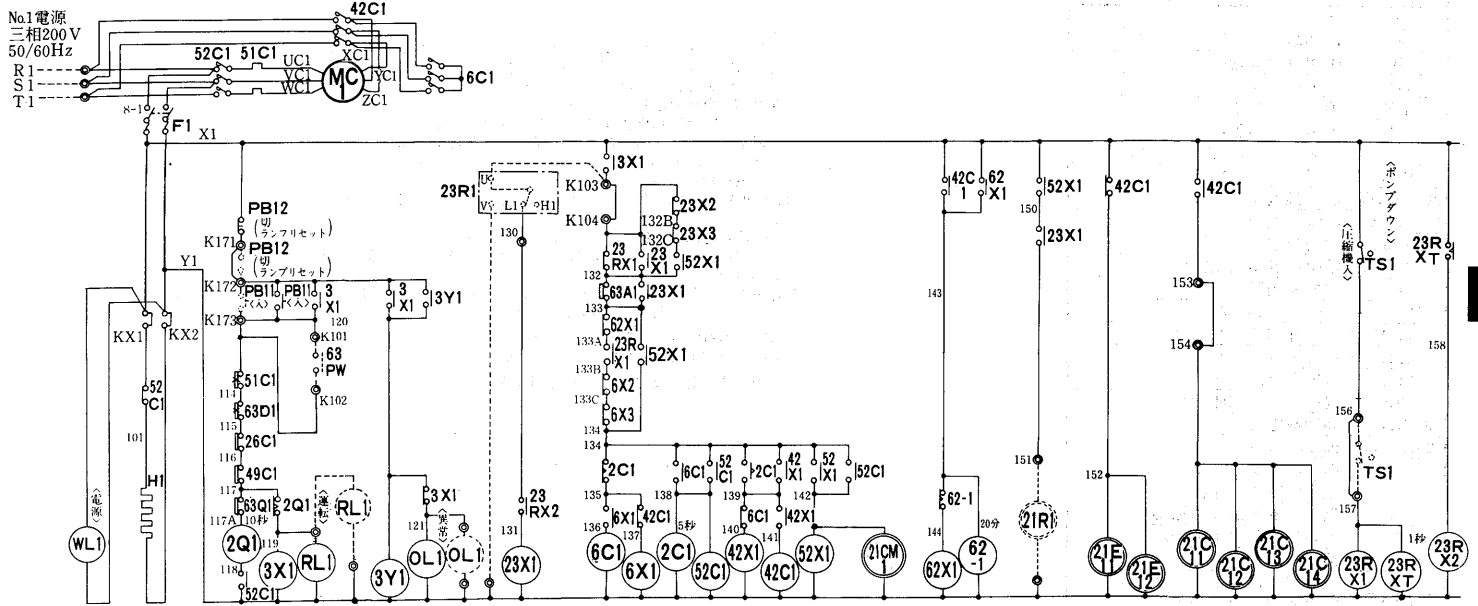 No.1電源
三相200V
50/60Hz
R1
S1
T1
42C1
52C1
51C1
UC1
VC1
WC1
XC1
YC1
ZC1
MC
1
6C1
8-1
F1
X1
Y1
KX1
KX2
52
C1
101
H1
〈電源〉
WL1
PB12
(切
ランプリセット)
K171
PB12
(切
ランプリセット)
K172
PB11
〈入〉
PB11
〈入〉
3
X1
K173
120
K101
63
PW
K102
51C1
114
63D1
115
26C1
116
49C1
117
63Q1
2Q1
117A
10秒
2Q1
119
118
52C1
3X1
〈運転〉
RL1
RL1
3
X1
3Y1
3X1
121
〈異常〉
3Y1
OL1
OL1
23R1
U
V
L1
H1
130
23
RX2
131
23X1
3X1
K103
K104
23
RX1
23
X1
23X2
132B
23X3
132C
52X1
132
63A1
23X1
133
62X1
133A
23R
X1
52X1
133B
6X2
133C
6X3
134
134
2C1
6C1
52
C1
2C1
42
X1
52
X1
52C1
135
138
139
142
6X1
42C1
6C1
42X1
136
137
5秒
140
141
6C1
6X1
2C1
52C1
42X1
42C1
52X1
21CM
1
42C
1
62
X1
143
62-1
144
20分
62X1
62
-1
52X1
150
23X1
151
21R1
42C1
152
21E
11
21E
12
42C1
153
154
21C
11
21C
12
21C
13
21C
14
〈ポンプダウン〉
〈圧縮機入〉
TS1
156
TS1
157
1秒
23R
X1
23R
XT
23R
XT
158
23R
X2